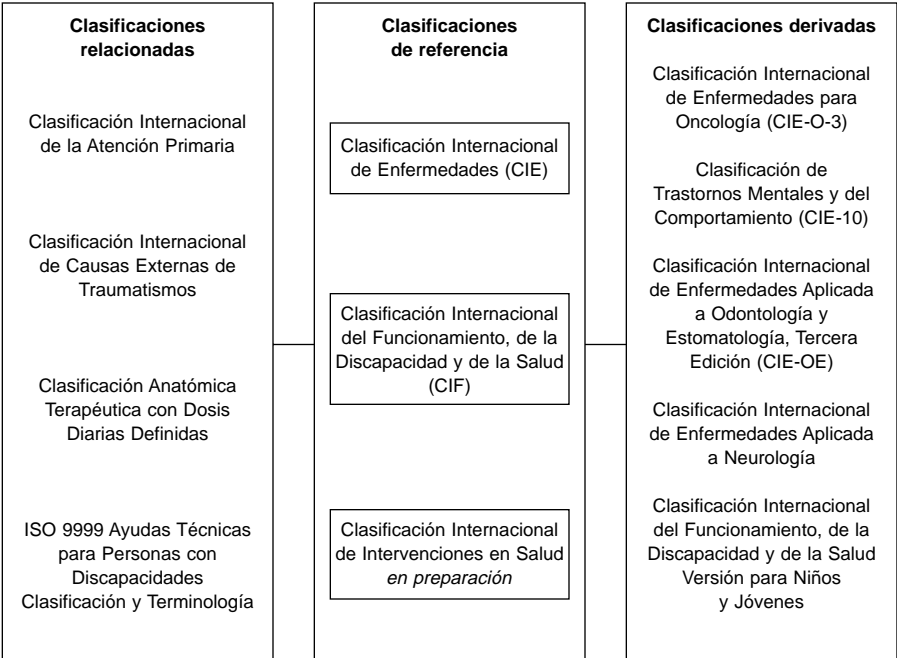 Clasificaciones
relacionadas
Clasificación Internacional
de la Atención Primaria
Clasificación Internacional
de Causas Externas de
Traumatismos
Clasificación Anatómica
Terapéutica con Dosis
Diarias Definidas
ISO 9999 Ayudas Técnicas
para Personas con
Discapacidades
Clasificación y Terminología
Clasificaciones
de referencia
Clasificación Internacional
de Enfermedades (CIE)
Clasificación Internacional
del Funcionamiento, de la
Discapacidad y de la Salud
(CIF)
Clasificación Internacional
de Intervenciones en Salud
en preparación
Clasificaciones derivadas
Clasificación Internacional
de Enfermedades para
Oncología (CIE-O-3)
Clasificación de
Trastornos Mentales y del
Comportamiento (CIE-10)
Clasificación Internacional
de Enfermedades Aplicada
a Odontología y
Estomatología, Tercera
Edición (CIE-OE)
Clasificación Internacional
de Enfermedades Aplicada
a Neurología
Clasificación Internacional
del Funcionamiento, de la
Discapacidad y de la Salud
Versión para Niños
y Jóvenes